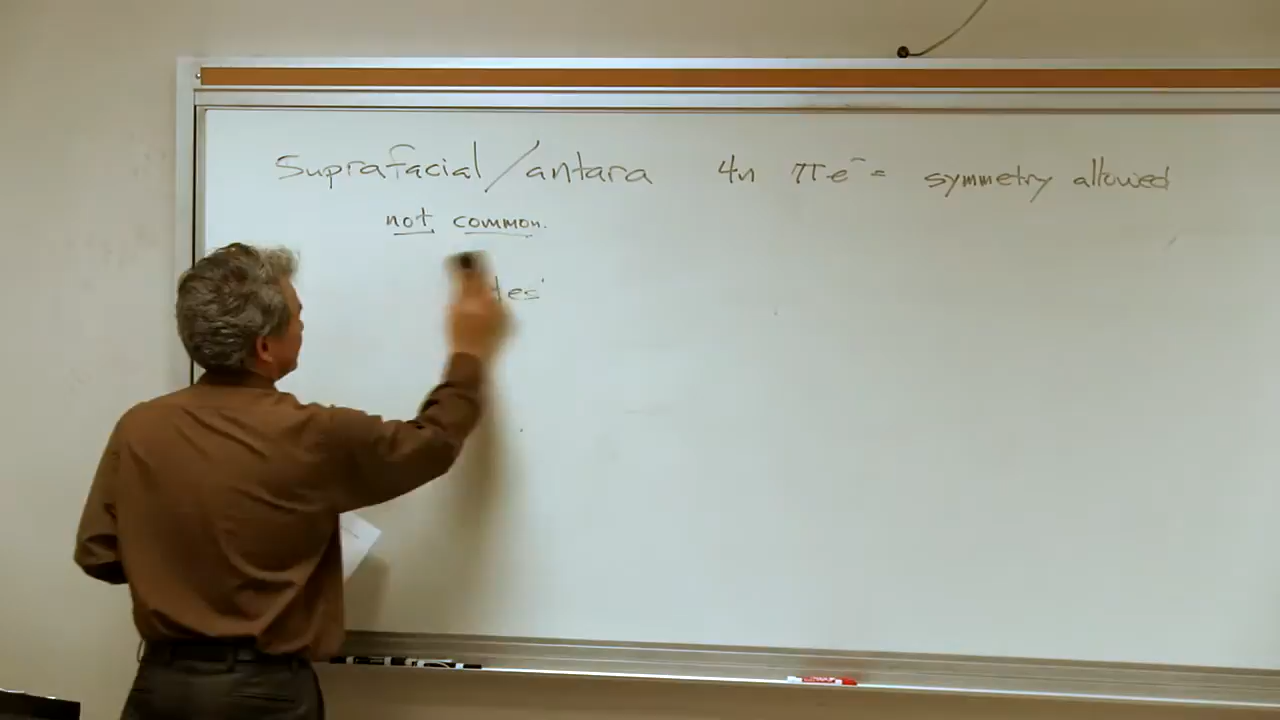 Suprafacial/antara 4n πe⁻ = symmetry allowed
not common.